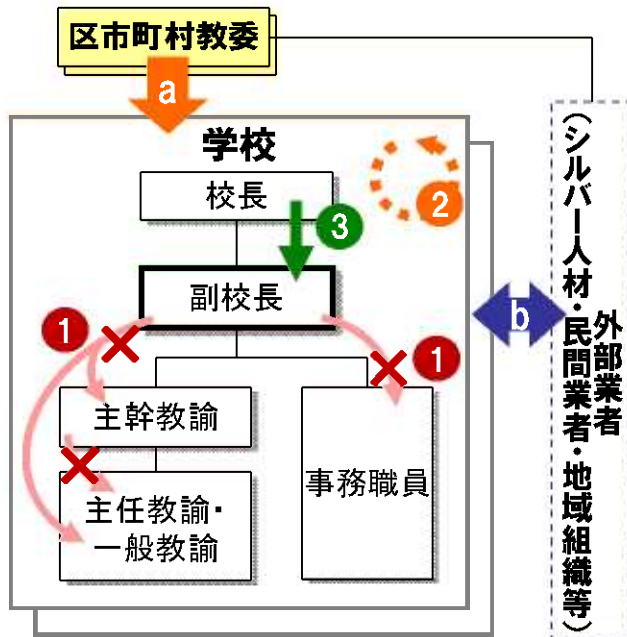 区市町村教委
a
学校
校長
2
3
副校長
b
1
1
主幹教諭
事務職員
主任教諭・
一般教諭
外部業者
（シルバー人材・民間業者・地域組織等）